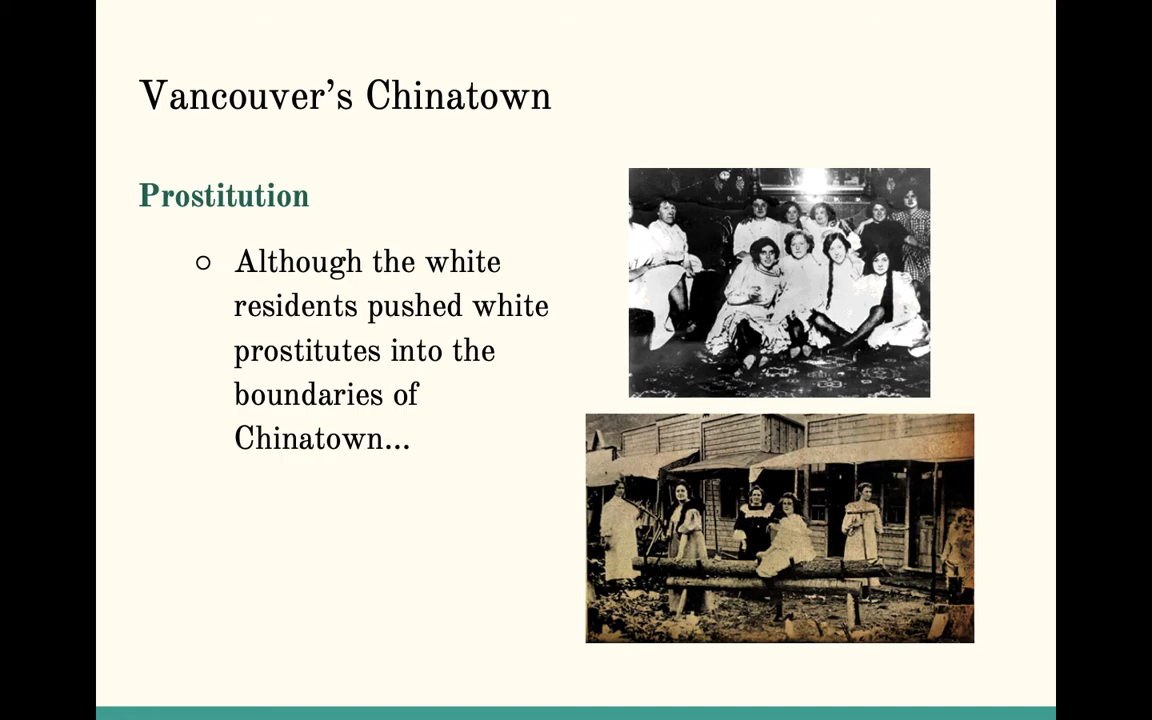 Vancouver’s Chinatown
Prostitution
○ Although the white
residents pushed white
prostitutes into the
boundaries of
Chinatown...